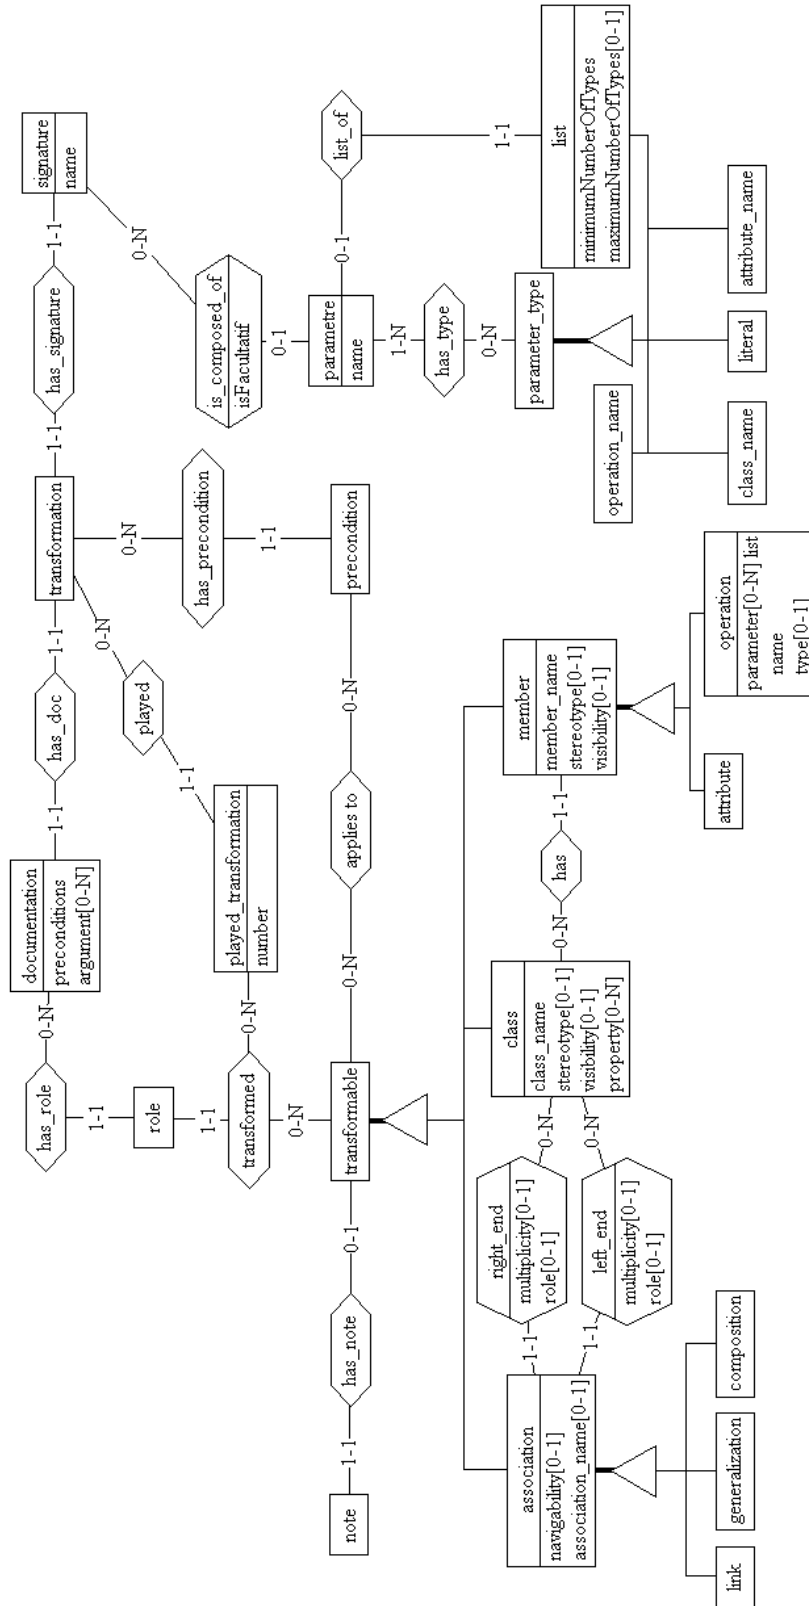 note
1-1
has_note
0-1
transformable
0-N
applies to
0-N
precondition
1-1
has_precondition
0-N
transformation
has_role
0-N
1-1
role
1-1
transformed
0-N
0-N
documentation
preconditions
argument[0-N]
1-1
has_doc
1-1
played_transformation
number
1-1
played
0-N
1-1
has_signature
1-1
signature
name
0-N
is_composed_of
isFacultatif
0-1
parametre
name
0-1
list_of
1-1
list
minimumNumberOfTypes
maximumNumberOfTypes[0-1]
1-N
has_type
0-N
parameter_type
operation_name
class_name
literal
attribute_name
association
navigability[0-1]
association_name[0-1]
1-1
right_end
multiplicity[0-1]
role[0-1]
0-N
1-1
left_end
multiplicity[0-1]
role[0-1]
0-N
class
class_name
stereotype[0-1]
visibility[0-1]
property[0-N]
0-N
has
1-1
member
member_name
stereotype[0-1]
visibility[0-1]
link
generalization
composition
attribute
operation
parameter[0-N] list
name
type[0-1]